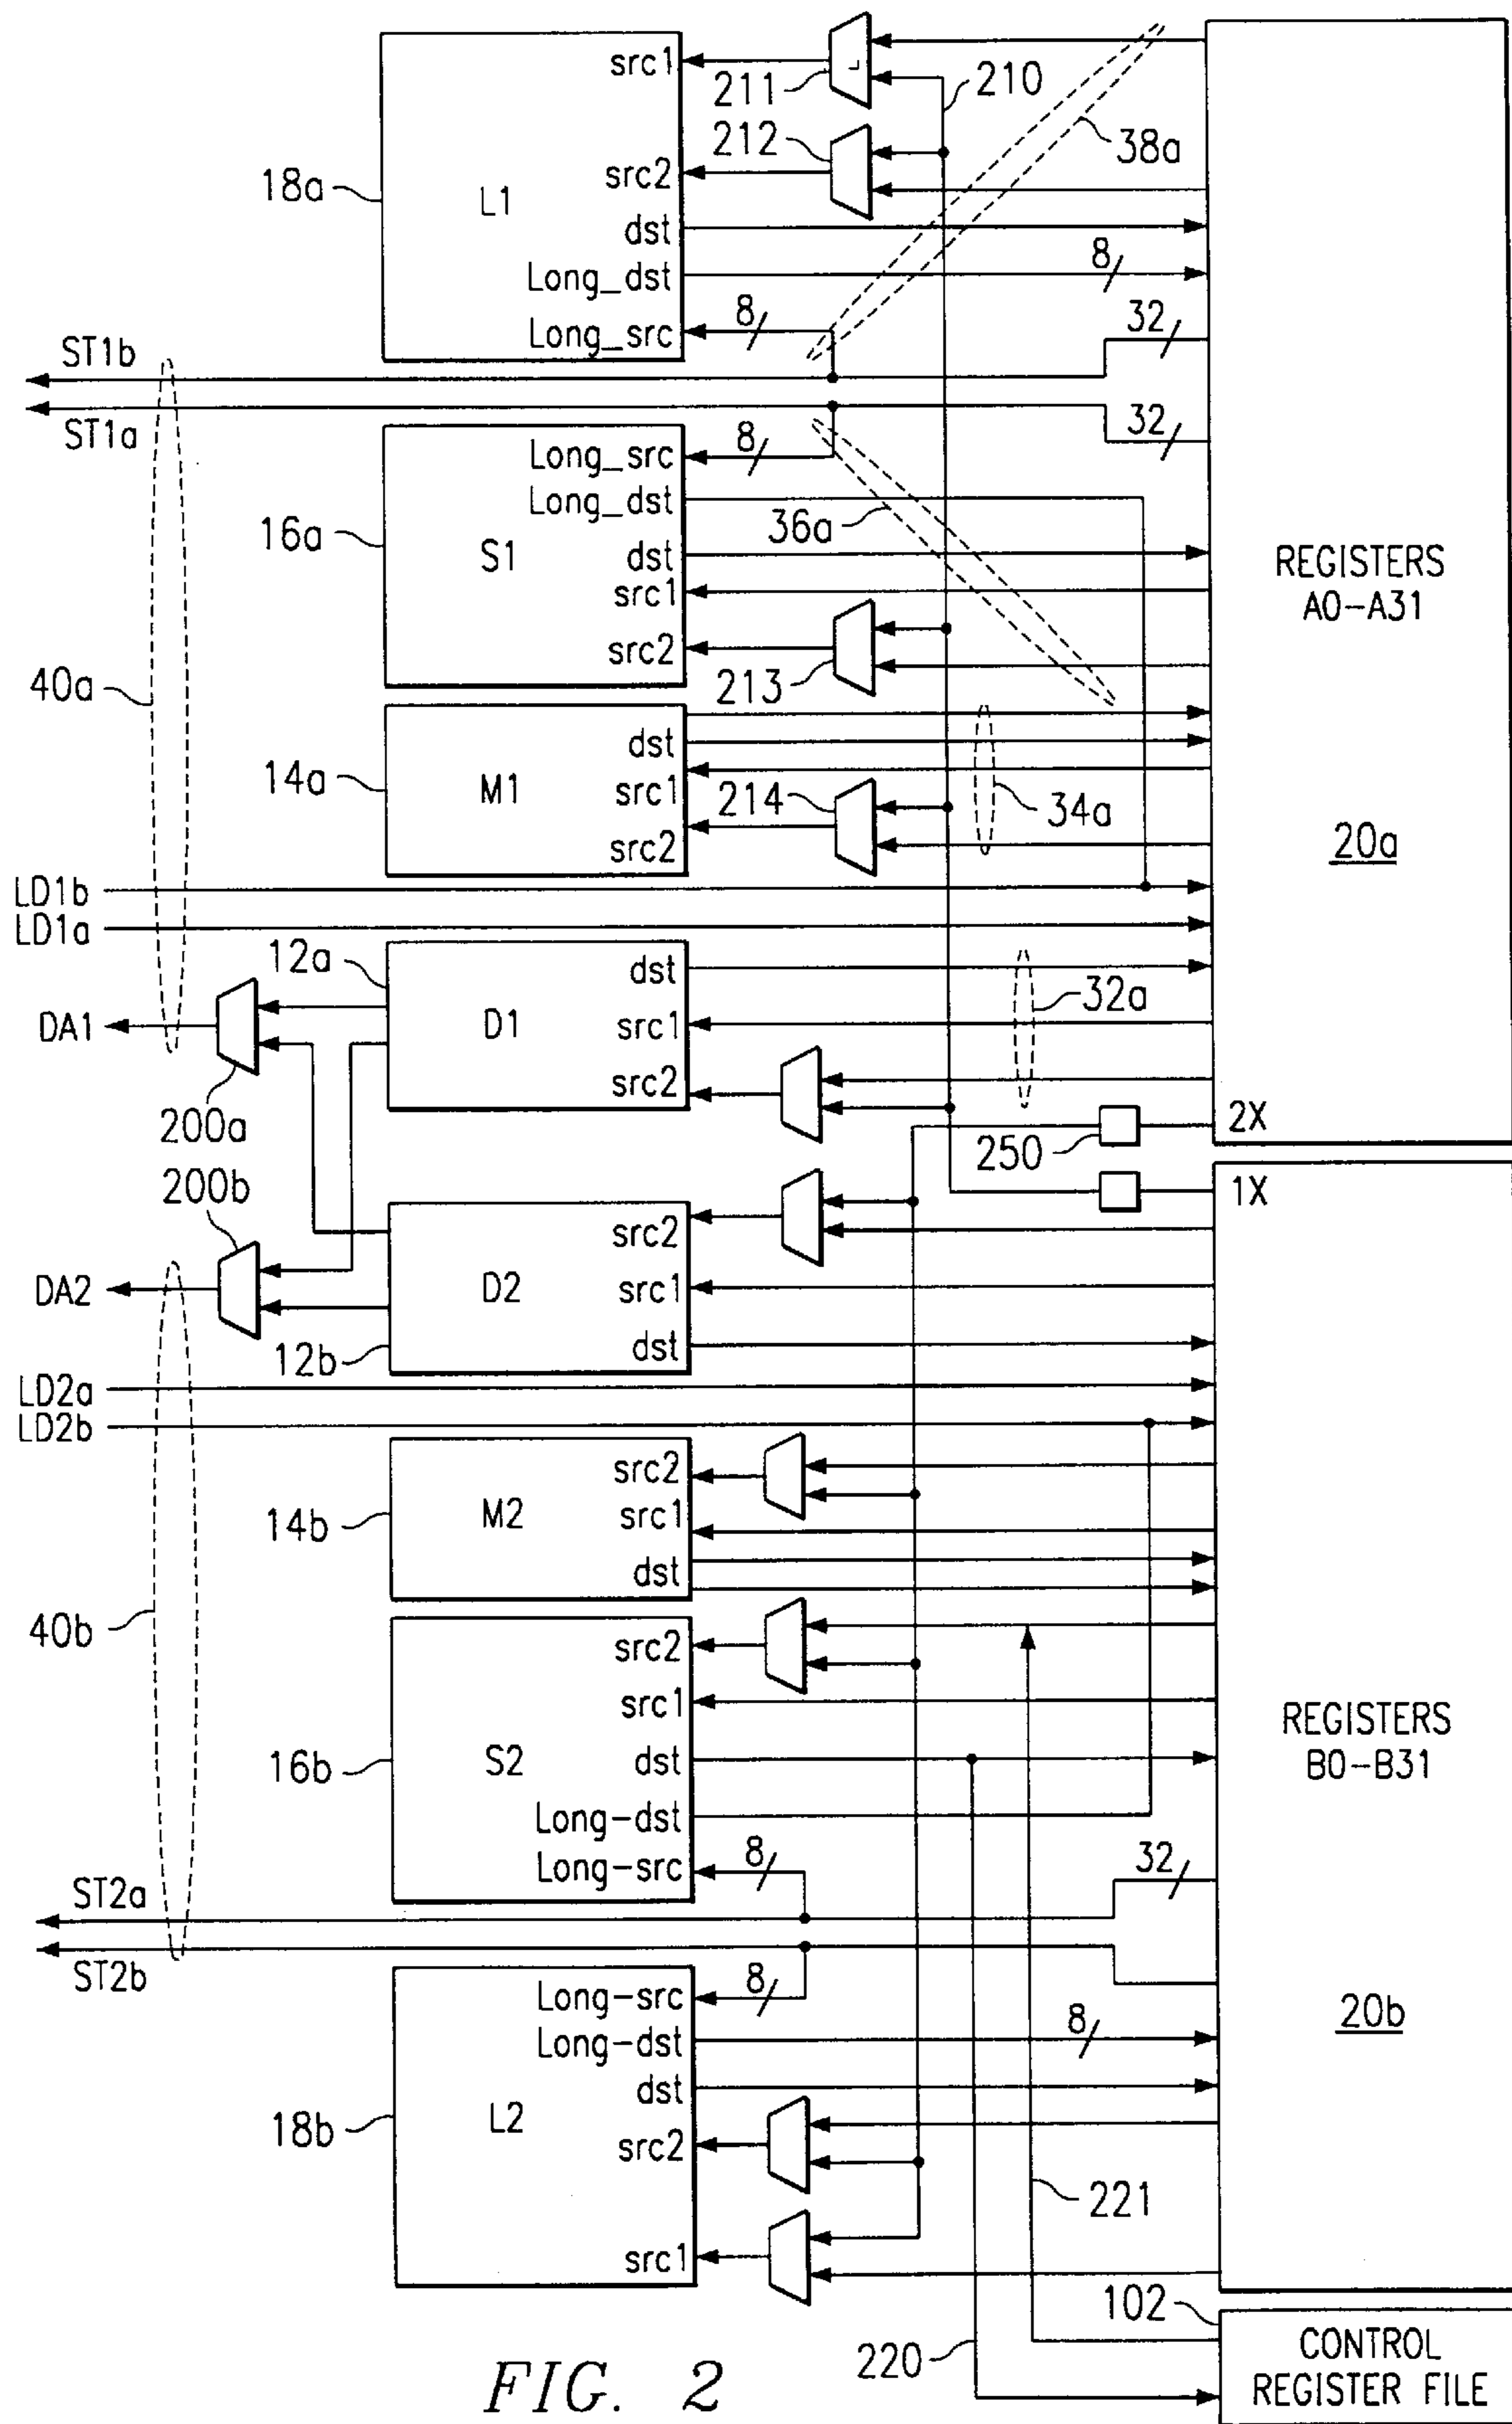 src1
211
210
212
38a
18a
L1
src2
dst
Long_dst
8
Long_src
8
32
ST1b
ST1a
32
Long_src
8
Long_dst
36a
16a
S1
dst
src1
REGISTERS
A0-A31
src2
213
40a
dst
14a
M1
src1
214
34a
src2
20a
LD1b
LD1a
12a
dst
32a
DA1
D1
src1
src2
200a
250
2X
200b
1X
src2
DA2
D2
src1
12b
dst
LD2a
LD2b
src2
14b
M2
src1
dst
40b
src2
src1
REGISTERS
B0-B31
16b
S2
dst
Long-dst
Long-src
8
32
ST2a
ST2b
Long-src
8
20b
Long-dst
8
dst
18b
L2
src2
221
src1
102
220
CONTROL
REGISTER FILE
FIG. 2